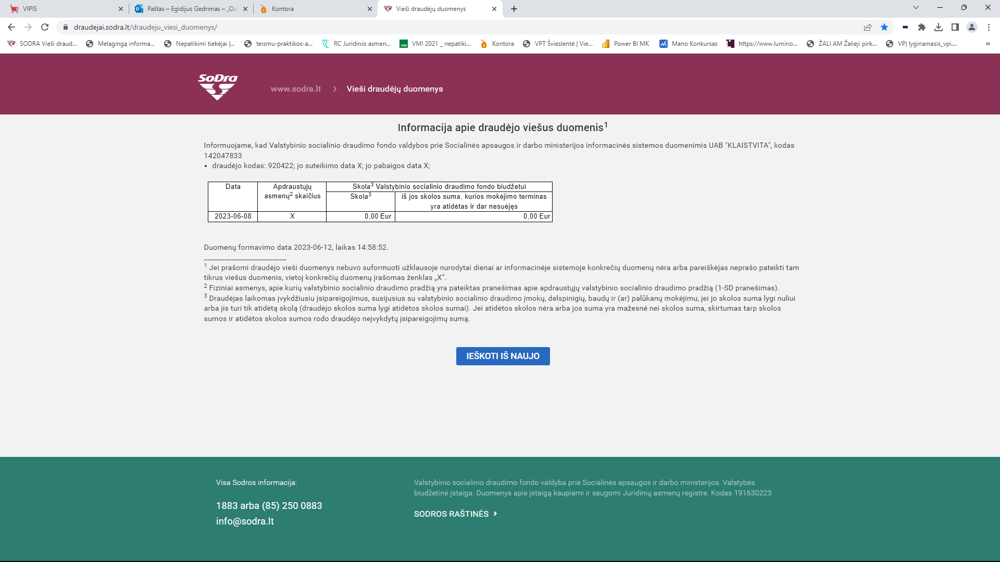 VIPIS
Paštas – Egidijus Gedrimas – „Ou
Kontora
Vieši draudėjų duomenys
draudejai.sodra.lt/draudeju_viesi_duomenys/
SODRA Vieši draud...
Melagingą informa...
Nepatikimi tiekėjai |...
teismu-praktikos-a...
RC Juridinio asmen...
VMI 2021 _ nepatiki...
Kontora
VPT Švieslentė | Vie...
Power BI MK
Mano Konkursas
https://www.lumino...
ŽALI AM Žalieji pirk...
VPĮ lyginamasis_vpi....
SoDra
www.sodra.lt > Vieši draudėjų duomenys
Informacija apie draudėjo viešus duomenis¹
Informuojame, kad Valstybinio socialinio draudimo fondo valdybos prie Socialinės apsaugos ir darbo ministerijos informacinės sistemos duomenimis UAB "KLAISTVITA", kodas
142047833
• draudėjo kodas: 920422; jo suteikimo data X; jo pabaigos data X;
Data
Apdraustųjų
asmenų² skaičius
Skola³ Valstybinio socialinio draudimo fondo biudžetui
Skola³
iš jos skolos suma, kurios mokėjimo terminas
yra atidėtas ir dar nesuėjęs
2023-06-08 X 0,00 Eur 0,00 Eur
Duomenų formavimo data 2023-06-12, laikas 14:58:52.
¹ Jei prašomi draudėjo vieši duomenys nebuvo suformuoti užklausoje nurodytai dienai ar informacinėje sistemoje konkrečių duomenų nėra arba pareiškėjas neprašo pateikti tam
tikrus viešus duomenis, vietoj konkrečių duomenų įrašomas ženklas „X“.
² Fiziniai asmenys, apie kurių valstybinio socialinio draudimo pradžią yra pateiktas pranešimas apie apdraustųjų valstybinio socialinio draudimo pradžią (1-SD pranešimas).
³ Draudėjas laikomas įvykdžiusiu įsipareigojimus, susijusius su valstybinio socialinio draudimo įmokų, delspinigių, baudų ir (ar) palūkanų mokėjimu, jei jo skolos suma lygi nuliui
arba jis turi tik atidėtą skolą (draudėjo skolos suma lygi atidėtos skolos sumai). Jei atidėtos skolos nėra arba jos suma yra mažesnė nei skolos suma, skirtumas tarp skolos
sumos ir atidėtos skolos sumos rodo draudėjo neįvykdytų įsipareigojimų sumą.
IEŠKOTI IŠ NAUJO
Visa Sodros informacija:
1883 arba (85) 250 0883
info@sodra.lt
Valstybinio socialinio draudimo fondo valdyba prie Socialinės apsaugos ir darbo ministerijos. Valstybės
biudžetinė įstaiga. Duomenys apie įstaigą kaupiami ir saugomi Juridinių asmenų registre. Kodas 191630223
SODROS RAŠTINĖS >